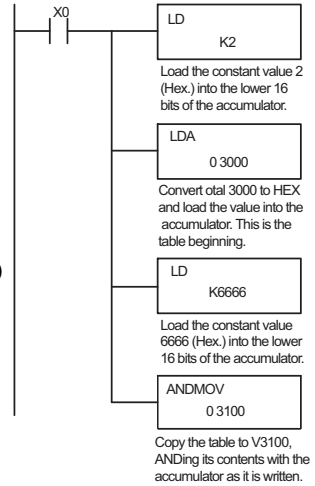 X0
LD
K2
Load the constant value 2
(Hex.) into the lower 16
bits of the accumulator.
LDA
0 3000
Convert otal 3000 to HEX
and load the value into the
accumulator. This is the
table beginning.
)
LD
K6666
Load the constant value
6666 (Hex.) into the lower
16 bits of the accumulator.
ANDMOV
0 3100
Copy the table to V3100,
ANDing its contents with the
accumulator as it is written.